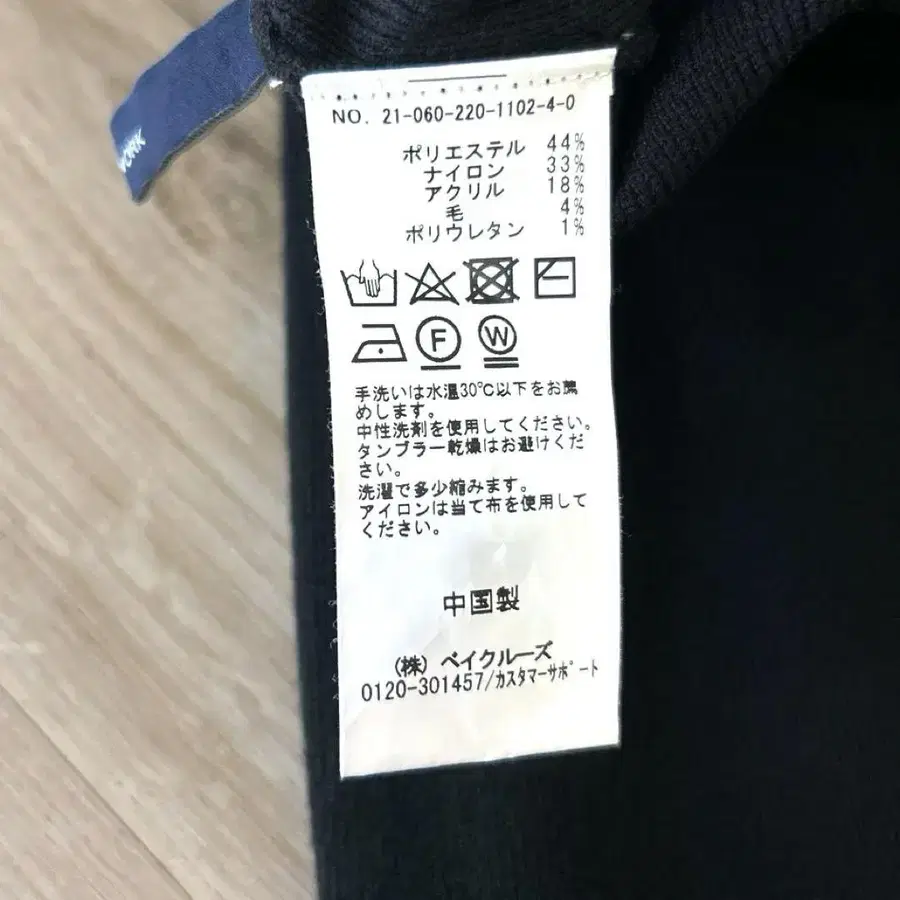 WORK
NO. 21-060-220-1102-4-0
ポリエステル 44%
ナイロン 33%
アクリル 18%
毛 4%
ポリウレタン 1%
F
W
手洗いは水温30℃以下をお薦
めします。
中性洗剤を使用してください。
タンブラー乾燥はお避けくだ
さい。
洗濯で多少縮みます。
アイロンは当て布を使用して
ください。
中国製
(株) ベイクルーズ
0120-301457/カスタマーサポート